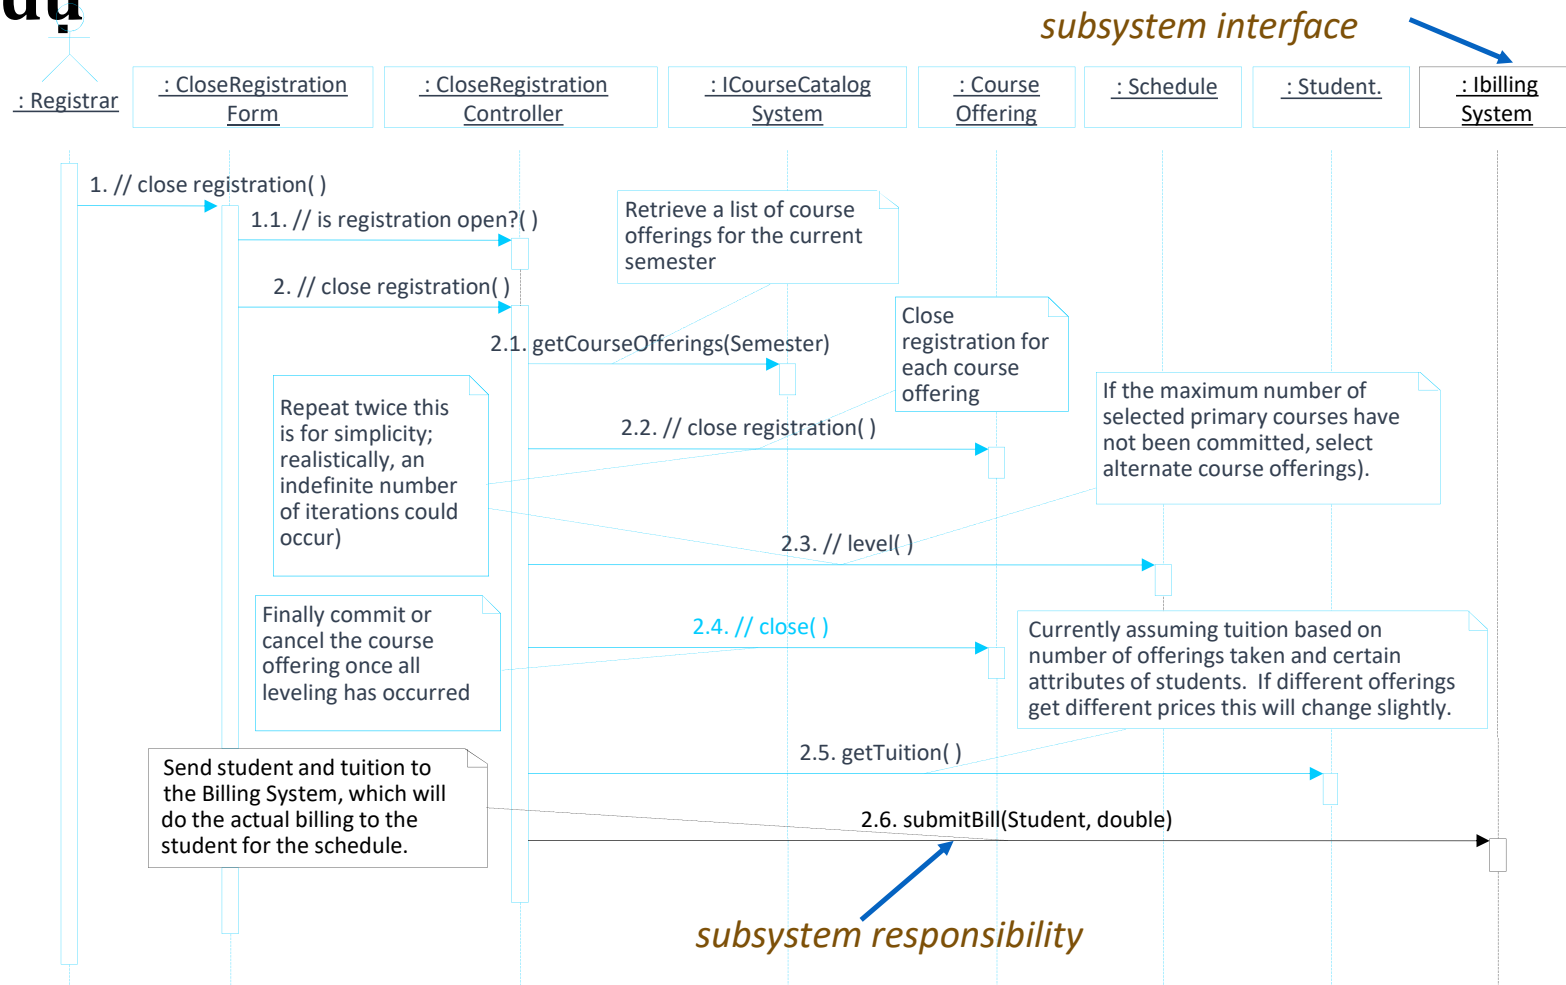 dụ
subsystem interface
: Registrar
: CloseRegistration
Form
: CloseRegistration
Controller
: ICourseCatalog
System
: Course
Offering
: Schedule
: Student.
: Ibilling
System
1. // close registration( )
1.1. // is registration open?( )
Retrieve a list of course
offerings for the current
semester
2. // close registration( )
Close
registration for
each course
offering
2.1. getCourseOfferings(Semester)
If the maximum number of
selected primary courses have
not been committed, select
alternate course offerings).
Repeat twice this
is for simplicity;
realistically, an
indefinite number
of iterations could
occur)
2.2. // close registration( )
2.3. // level( )
Finally commit or
cancel the course
offering once all
leveling has occurred
2.4. // close( )
Currently assuming tuition based on
number of offerings taken and certain
attributes of students.  If different offerings
get different prices this will change slightly.
2.5. getTuition( )
Send student and tuition to
the Billing System, which will
do the actual billing to the
student for the schedule.
2.6. submitBill(Student, double)
subsystem responsibility